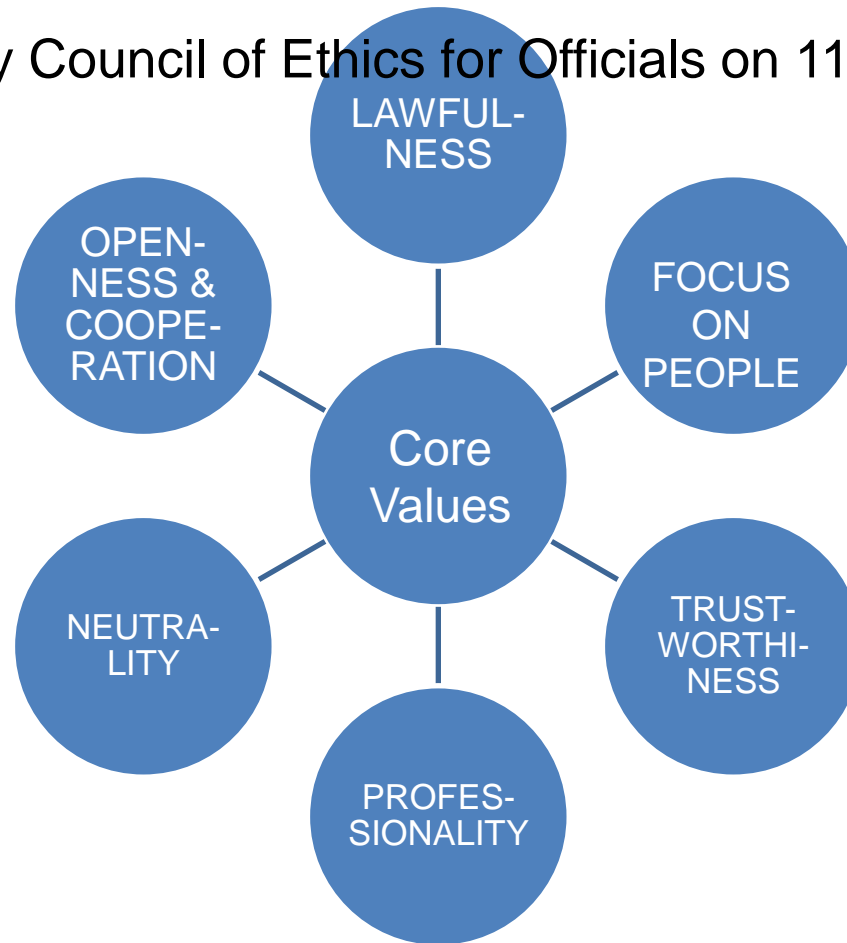 y Council of Ethics for Officials on 11
LAWFUL-
NESS
OPEN-
NESS &
COOPE-
RATION
FOCUS
ON
PEOPLE
Core
Values
NEUTRA-
LITY
TRUST-
WORTHI-
NESS
PROFES-
SIONALITY